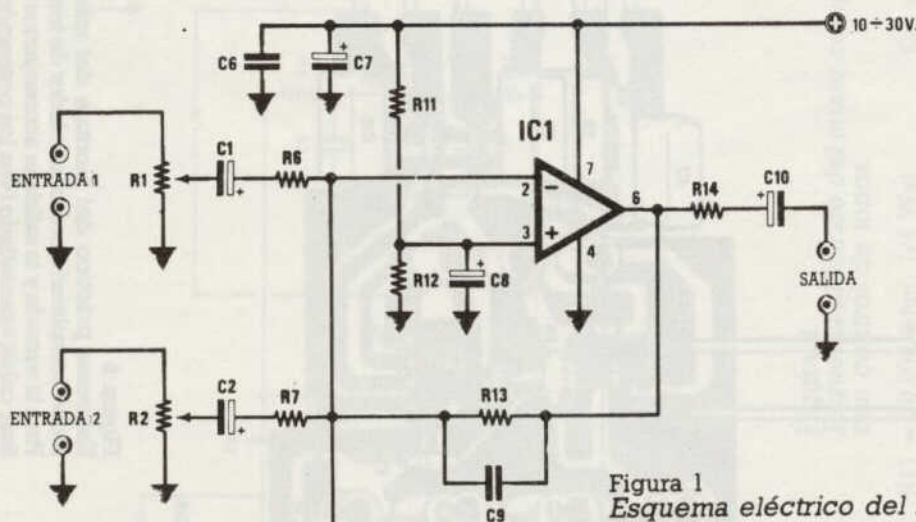 10÷30V.
C6
C7
+
R11
IC1
ENTRADA 1
R1
C1
+
R6
2
−
7
6
R14
C10
+
3
+
4
R12
C8
+
SALIDA
ENTRADA 2
R2
C2
+
R7
R13
C9
Figura 1
Esquema eléctrico del